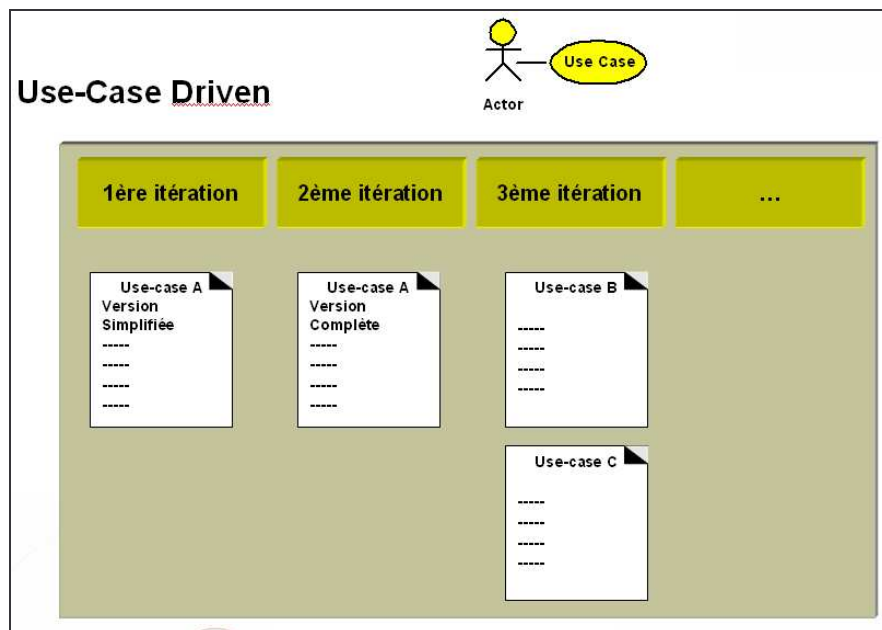 Use Case
Use-Case Driven
Actor
1ère itération
2ème itération
3ème itération
...
Use-case A
Version
Simplifiée
-----
-----
-----
-----
Use-case A
Version
Complète
-----
-----
-----
-----
Use-case B
-----
-----
-----
-----
Use-case C
-----
-----
-----
-----